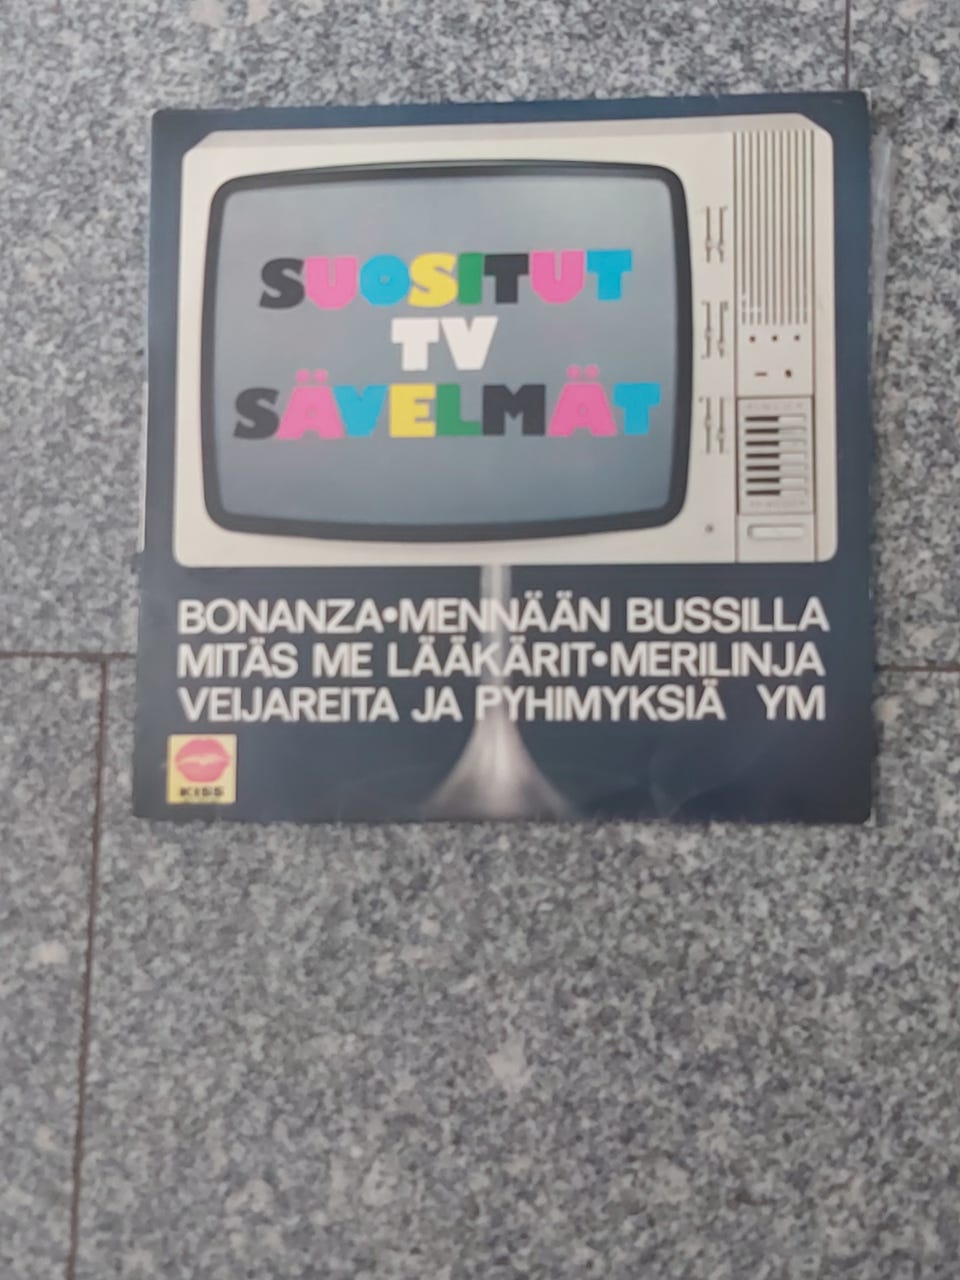 SUOSITUT
TV
SÄVELMÄT
BONANZA•MENNÄÄN BUSSILLA
MITÄS ME LÄÄKÄRIT•MERILINJA
VEIJAREITA JA PYHIMYKSIÄ YM
KISS